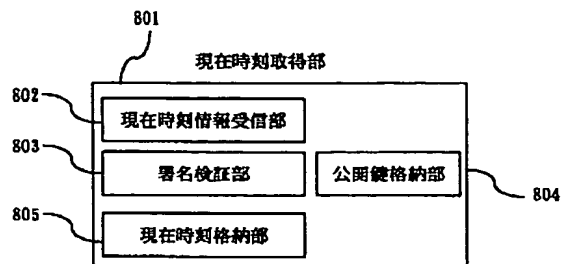 801
現在時刻取得部
802
現在時刻情報受信部
803
署名検証部
公開鍵格納部
804
805
現在時刻格納部